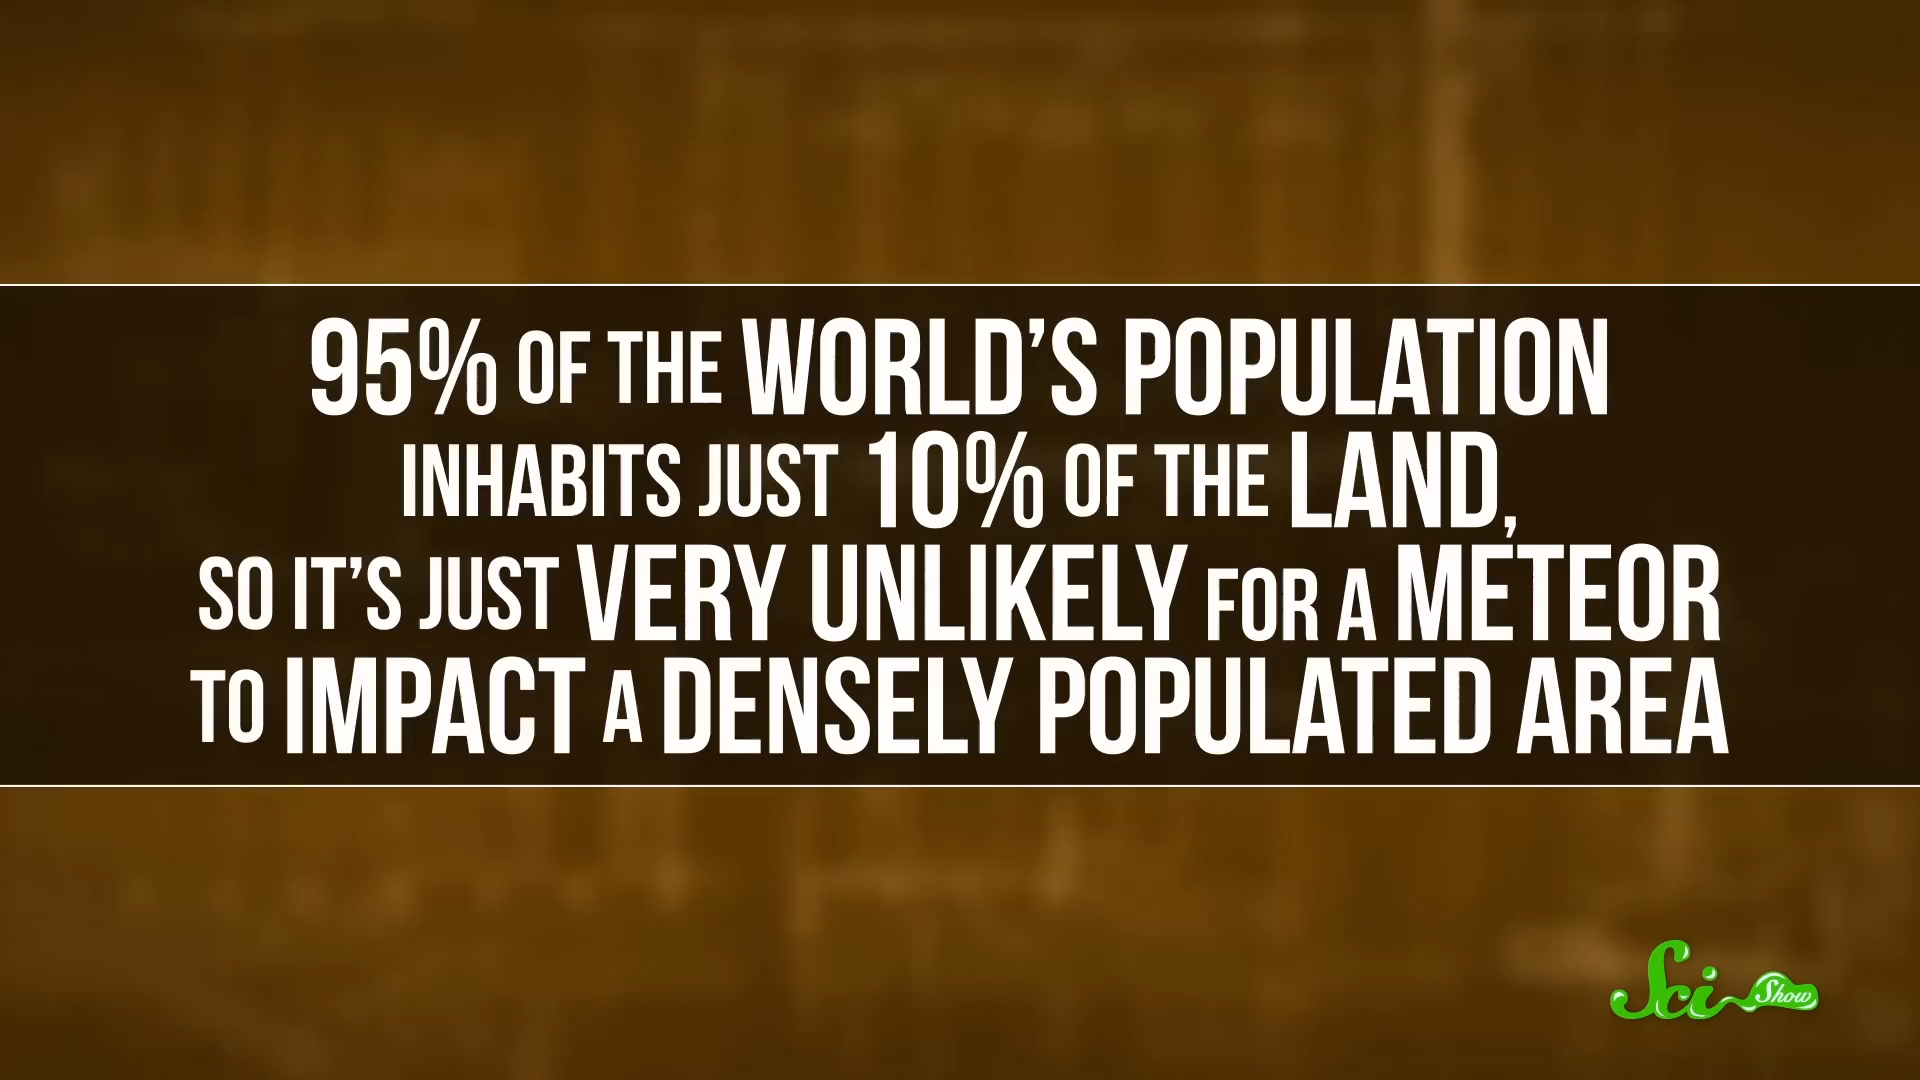 95% OF THE WORLD'S POPULATION
INHABITS JUST 10% OF THE LAND,
SO IT'S JUST VERY UNLIKELY FOR A METEOR
TO IMPACT A DENSELY POPULATED AREA
Sci Show